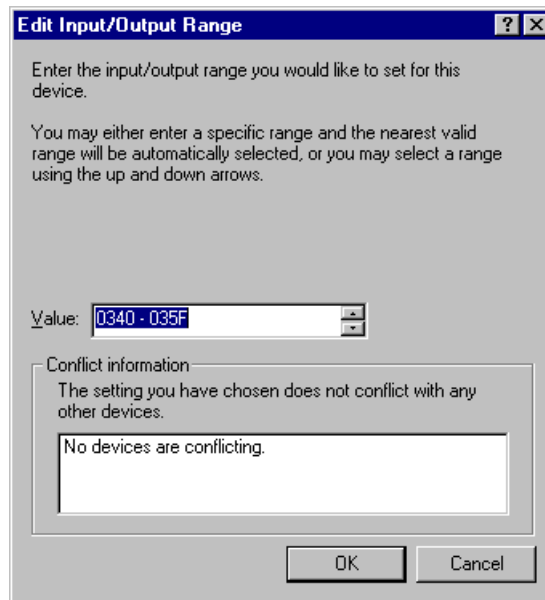 Edit Input/Output Range
Enter the input/output range you would like to set for this
device.
You may either enter a specific range and the nearest valid
range will be automatically selected, or you may select a range
using the up and down arrows.
Value: 0340 - 035F
Conflict information
The setting you have chosen does not conflict with any
other devices.
No devices are conflicting.
OK Cancel